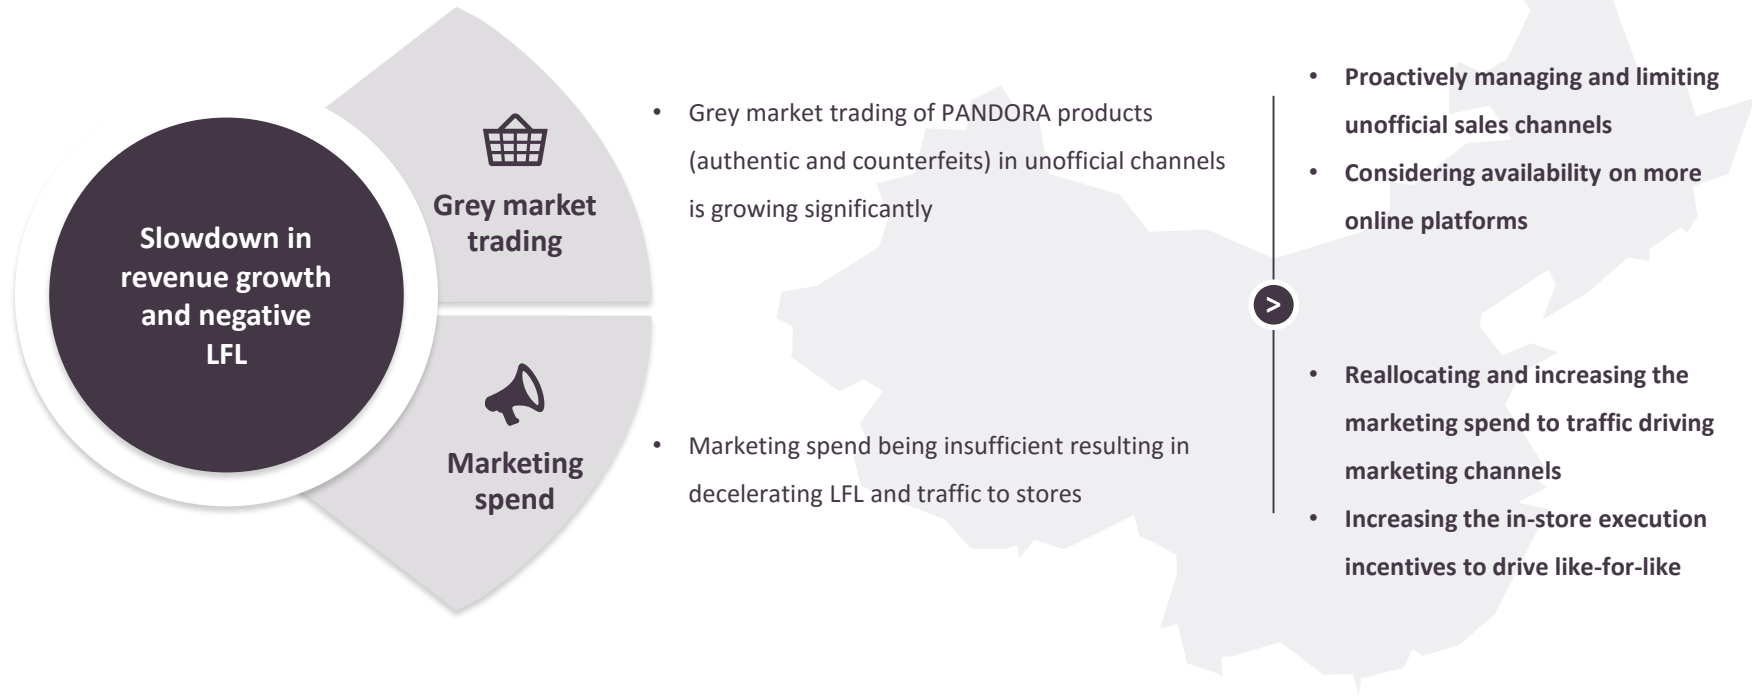 Slowdown in
revenue growth
and negative
LFL
Grey market
trading
• Grey market trading of PANDORA products
(authentic and counterfeits) in unofficial channels
is growing significantly
Marketing
spend
• Marketing spend being insufficient resulting in
decelerating LFL and traffic to stores
>
• Proactively managing and limiting
unofficial sales channels
• Considering availability on more
online platforms
• Reallocating and increasing the
marketing spend to traffic driving
marketing channels
• Increasing the in-store execution
incentives to drive like-for-like